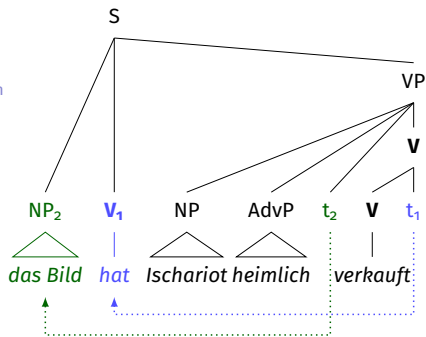 S
VP
V
NP₂ V₁ NP AdvP t₂ V t₁
das Bild hat Ischariot heimlich verkauft